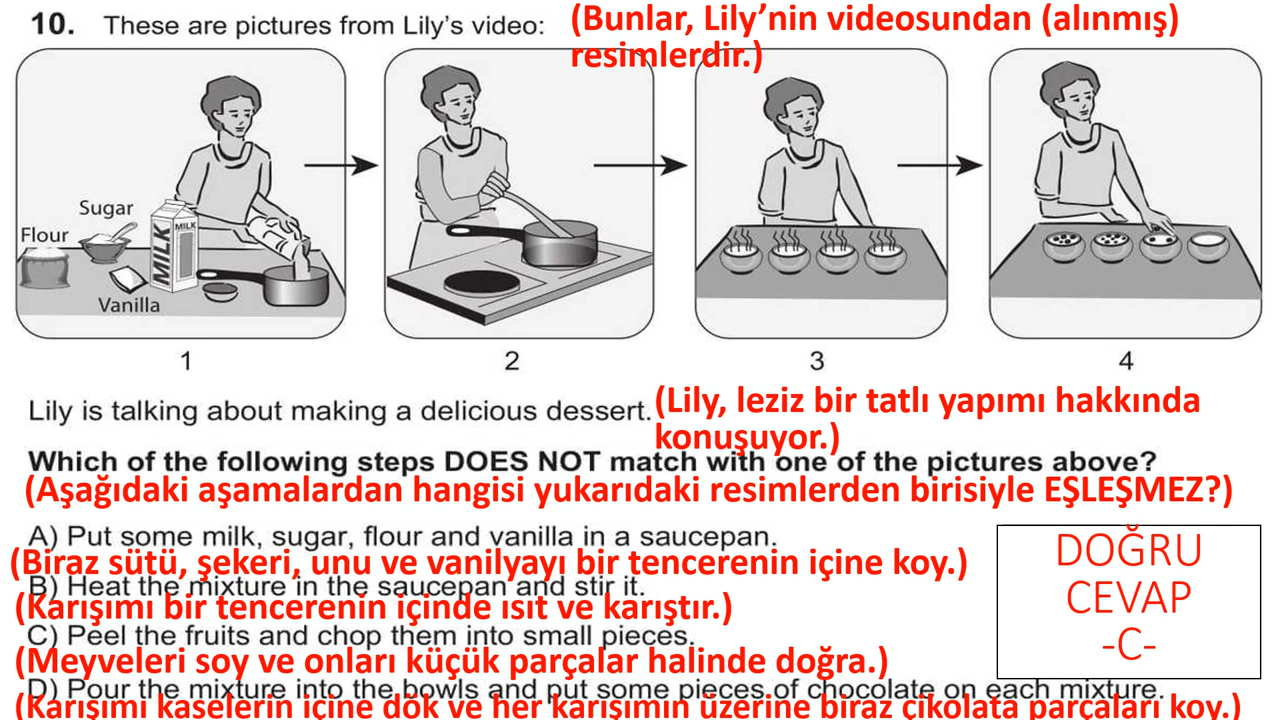 10. These are pictures from Lily's video: (Bunlar, Lily'nin videosundan (alınmış)
resimlerdir.)
Sugar
Flour
MILK
MILK
Vanilla
1 2 3 4
Lily is talking about making a delicious dessert. (Lily, leziz bir tatlı yapımı hakkında
konuşuyor.)
Which of the following steps DOES NOT match with one of the pictures above?
(Aşağıdaki aşamalardan hangisi yukarıdaki resimlerden birisiyle EŞLEŞMEZ?)
A) Put some milk, sugar, flour and vanilla in a saucepan.
(Biraz sütü, şekeri, unu ve vanilyayı bir tencerenin içine koy.)
B) Heat the mixture in the saucepan and stir it.
(Karışımı bir tencerenin içinde ısıt ve karıştır.)
C) Peel the fruits and chop them into small pieces.
(Meyveleri soy ve onları küçük parçalar halinde doğra.)
D) Pour the mixture into the bowls and put some pieces of chocolate on each mixture.
(Karışımı kaselerin içine dök ve her karışımın üzerine biraz çikolata parçaları koy.)
DOĞRU
CEVAP
-C-